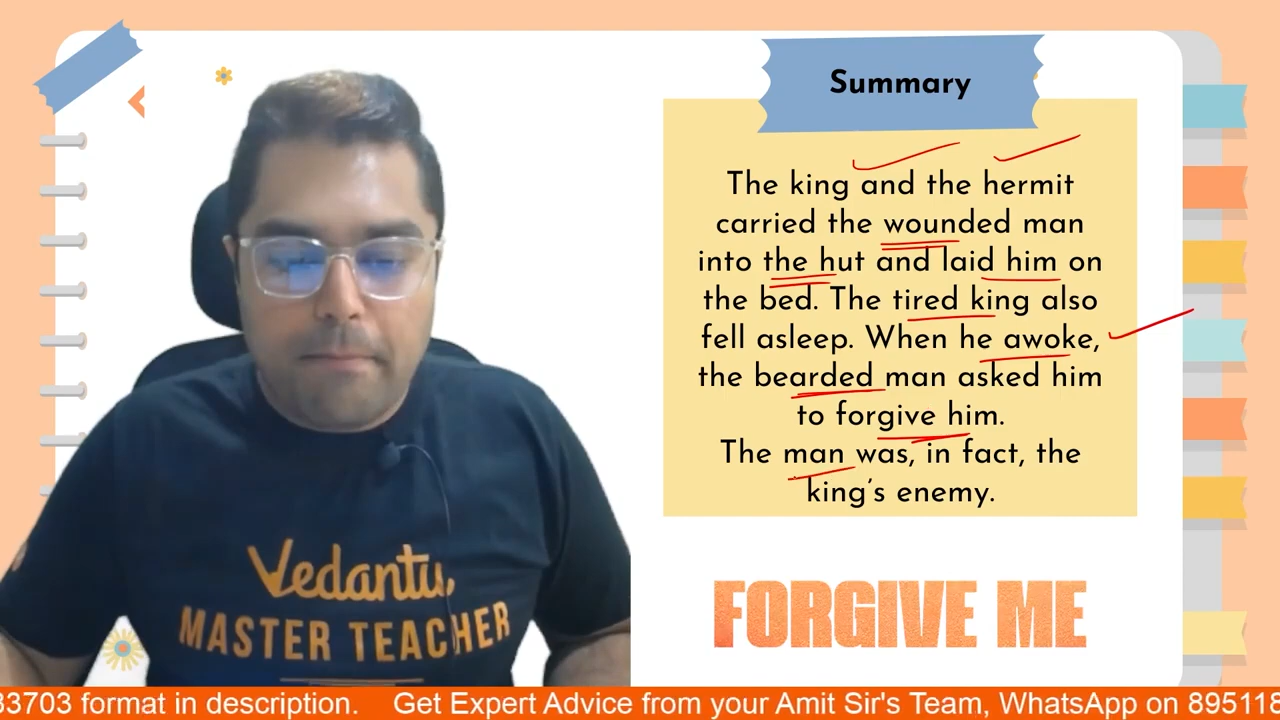 Summary
The king and the hermit
carried the wounded man
into the hut and laid him on
the bed. The tired king also
fell asleep. When he awoke,
the bearded man asked him
to forgive him.
The man was, in fact, the
king's enemy.
FORGIVE ME
Vedantu
MASTER TEACHER
33703 format in description. Get Expert Advice from your Amit Sir's Team, WhatsApp on 895118